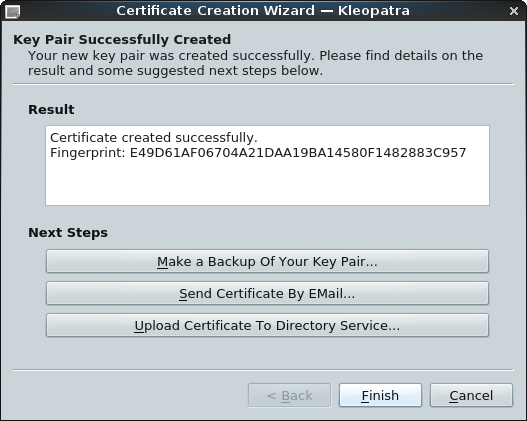 Certificate Creation Wizard — Kleopatra
Key Pair Successfully Created
Your new key pair was created successfully. Please find details on the
result and some suggested next steps below.
Result
Certificate created successfully.
Fingerprint: E49D61AF06704A21DAA19BA14580F1482883C957
Next Steps
Make a Backup Of Your Key Pair...
Send Certificate By EMail...
Upload Certificate To Directory Service...
< Back
Finish
Cancel